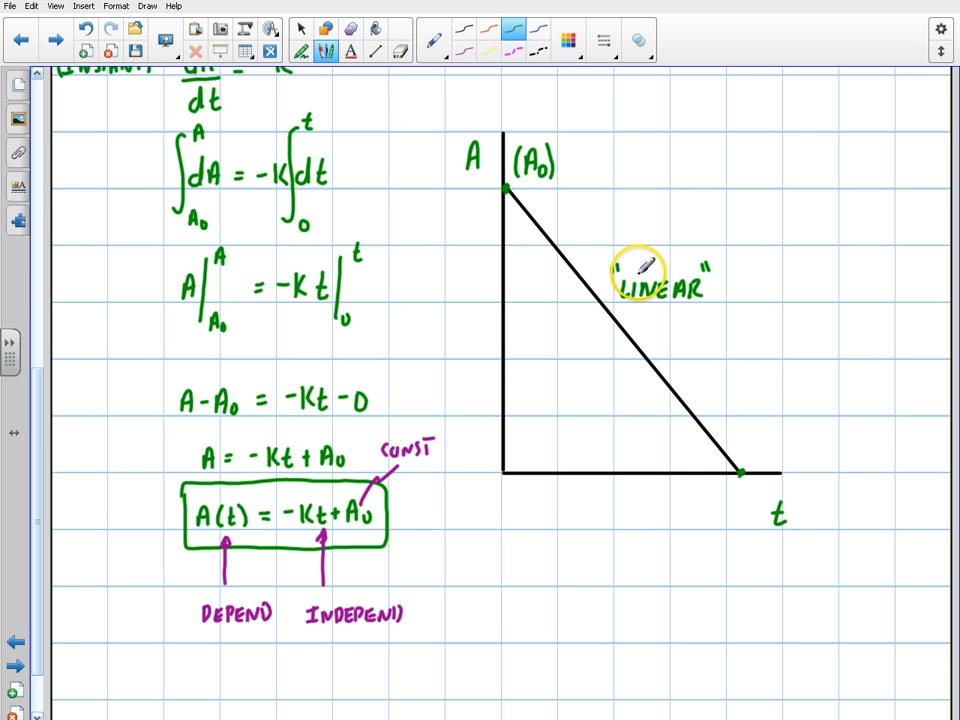 File Edit View Insert Format Draw Help
dt
∫_{A₀}^{A} dA = -K ∫_{0}^{t} dt
A |_{A₀}^{A} = -K t |_{0}^{t}
A - A₀ = -Kt - 0
A = -Kt + A₀
CONST
A(t) = -Kt + A₀
DEPEND INDEPEND
A (A₀)
"LINEAR"
t